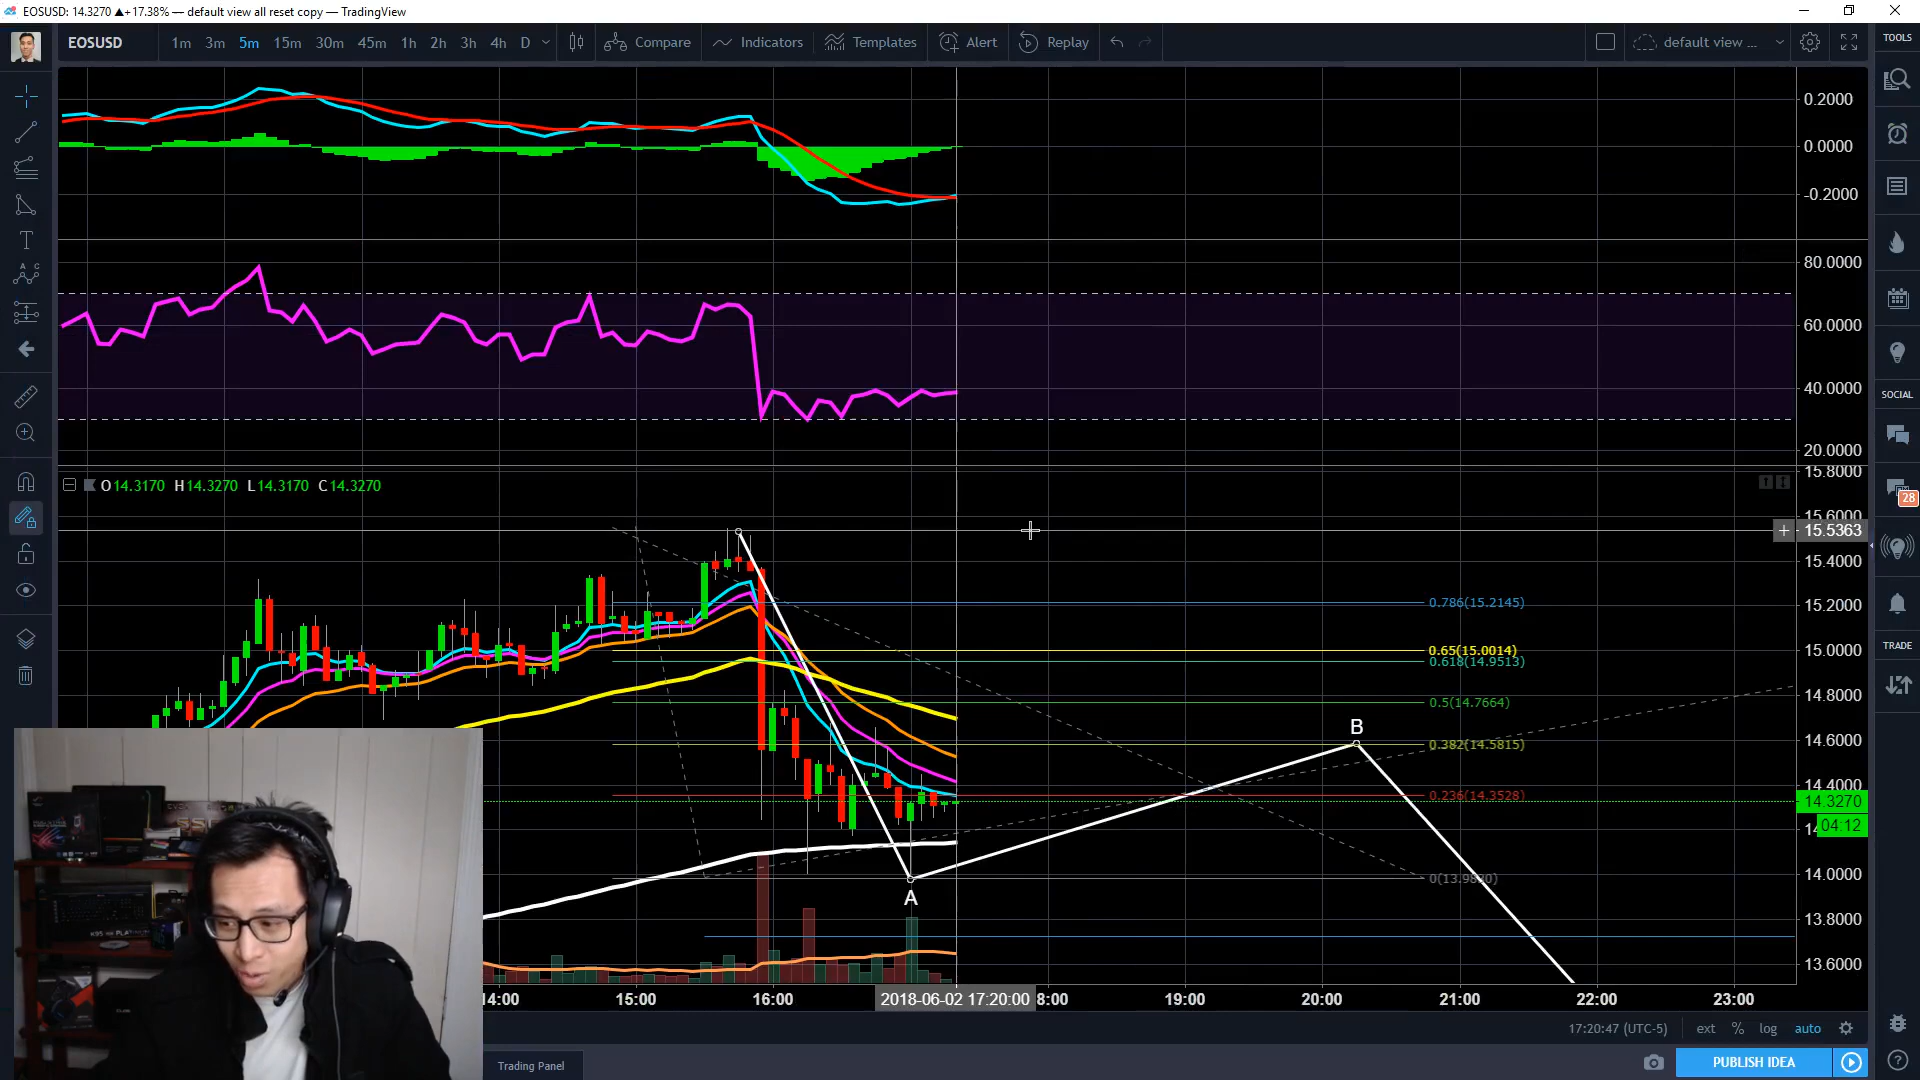 EOSUSD: 14.3270 ▲+17.38% — default view all reset copy — TradingView
EOSUSD 1m 3m 5m 15m 30m 45m 1h 2h 3h 4h D Compare Indicators Templates Alert Replay default view ... TOOLS
0.2000
0.0000
-0.2000
80.0000
60.0000
40.0000
20.0000
SOCIAL
28
TRADE
O14.3170 H14.3270 L14.3170 C14.3270
15.8000
15.6000
15.5363
15.4000
15.2000
15.0000
14.8000
14.6000
14.4000
14.3270
04:12
14.0000
13.8000
13.6000
0.786(15.2145)
0.65(15.0014)
0.618(14.9513)
0.5(14.7664)
0.382(14.5815)
0.236(14.3528)
B
A
14:00 15:00 16:00 2018-06-02 17:20:00 8:00 19:00 20:00 21:00 22:00 23:00
17:20:47 (UTC-5) ext % log auto
Trading Panel
PUBLISH IDEA